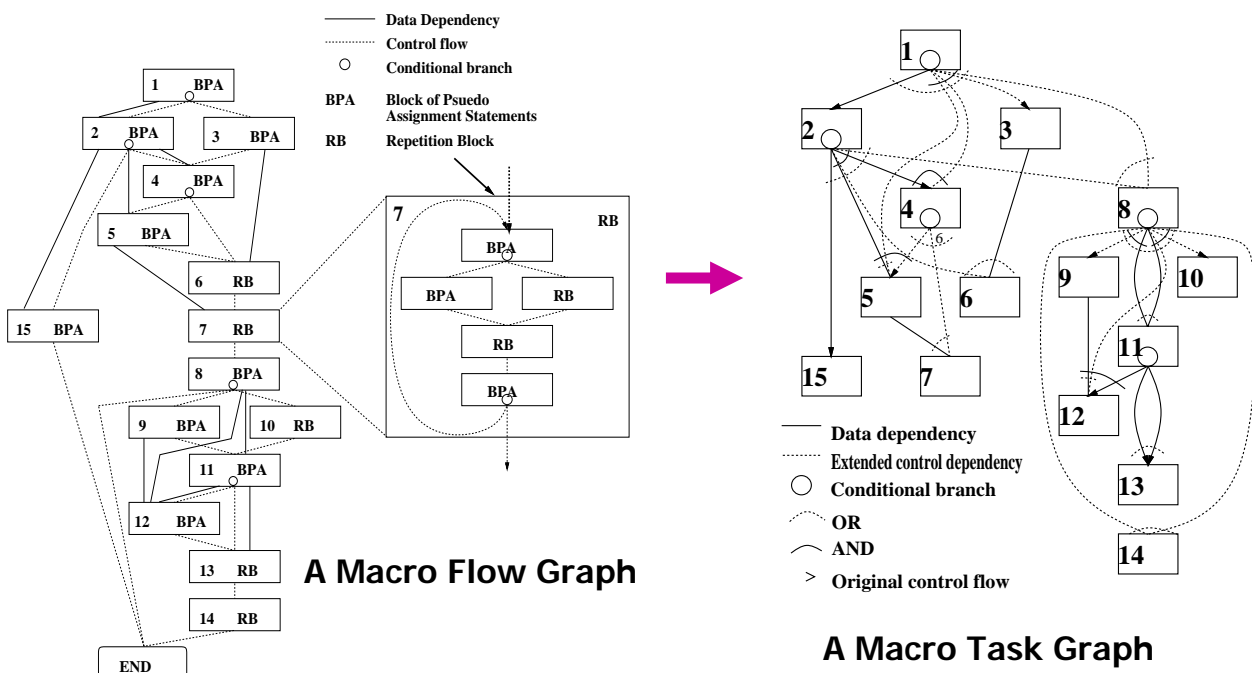 Data Dependency
Control flow
Conditional branch
BPA Block of Psuedo
Assignment Statements
RB Repetition Block
1 BPA
2 BPA
3 BPA
4 BPA
5 BPA
6 RB
15 BPA
7 RB
8 BPA
9 BPA
10 RB
11 BPA
12 BPA
13 RB
14 RB
END
7
RB
BPA
BPA
RB
RB
BPA
A Macro Flow Graph
1
2
3
4
6
8
5
6
9
10
15
7
11
12
13
14
Data dependency
Extended control dependency
Conditional branch
OR
AND
> Original control flow
A Macro Task Graph